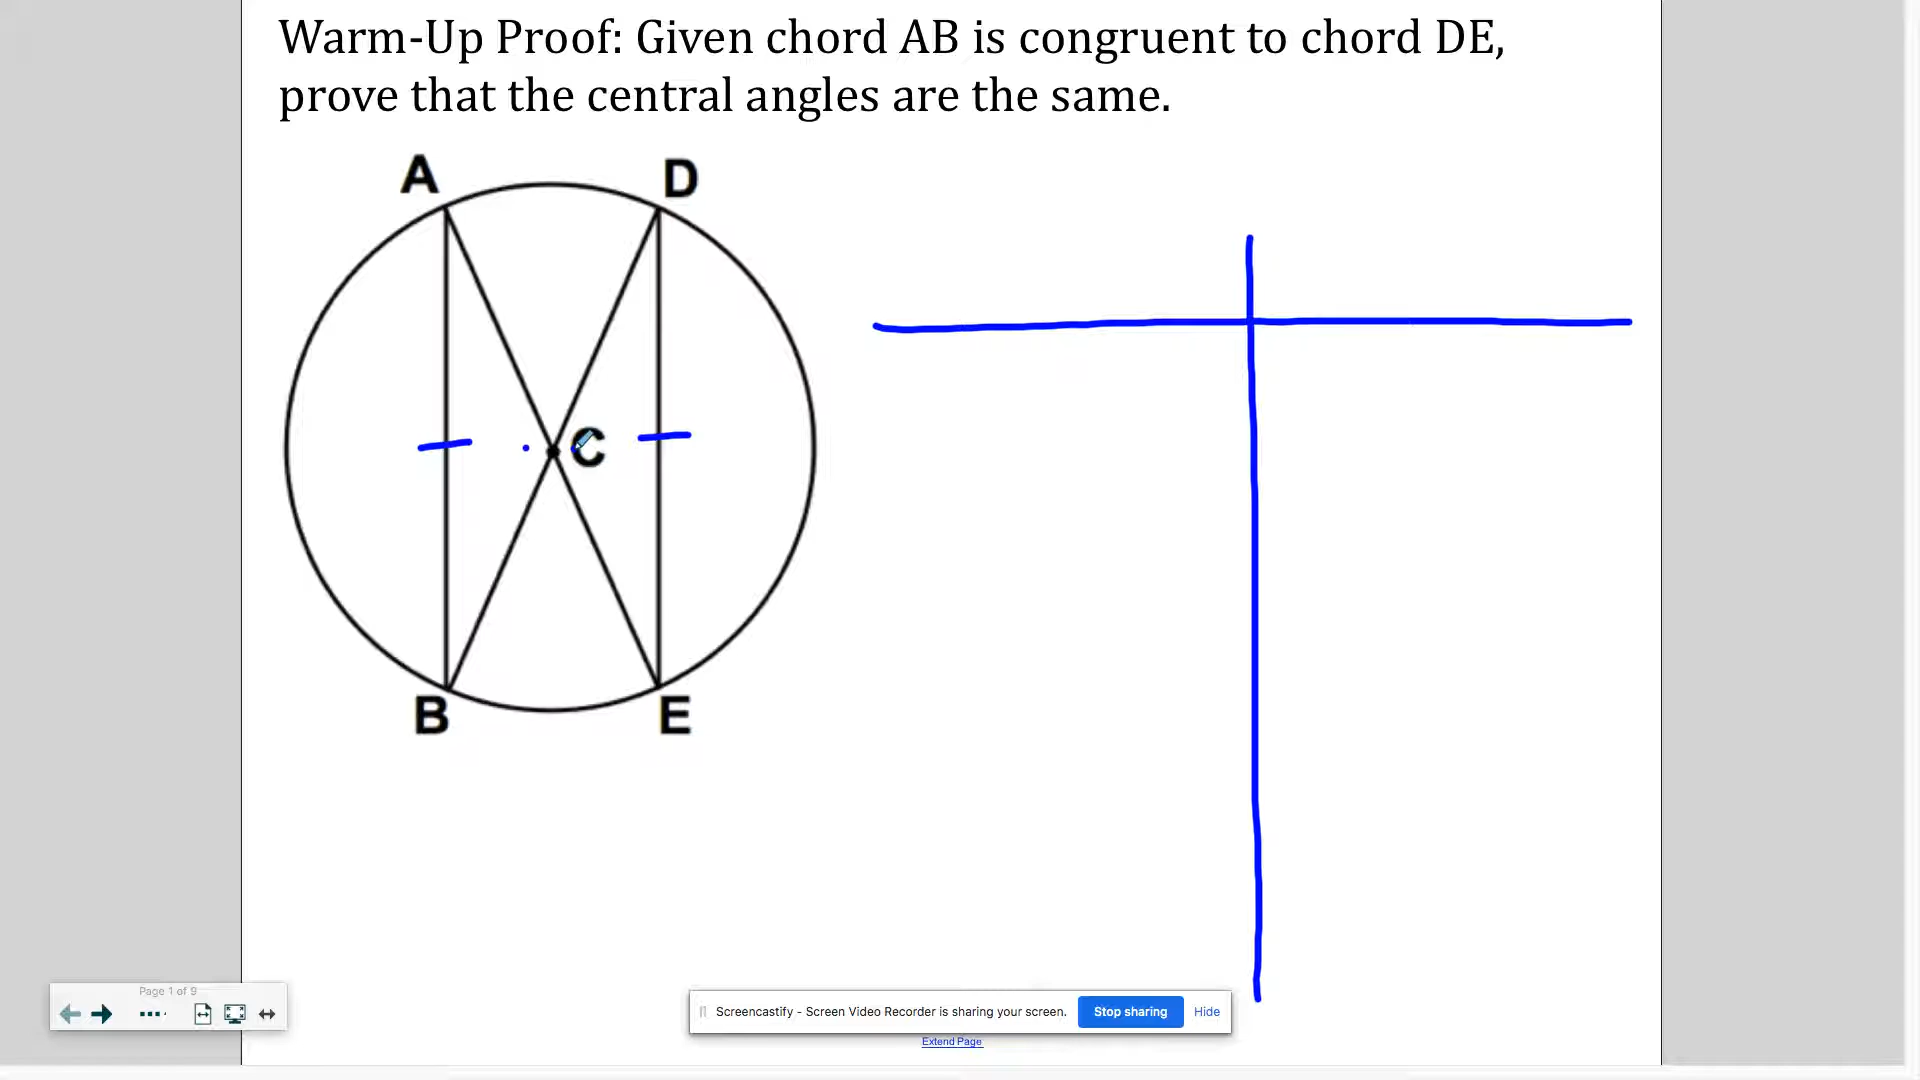 Warm-Up Proof: Given chord AB is congruent to chord DE,
prove that the central angles are the same.
A
D
C
B
E
Page 1 of 9
Screencastify - Screen Video Recorder is sharing your screen.
Stop sharing
Hide
Extend Page